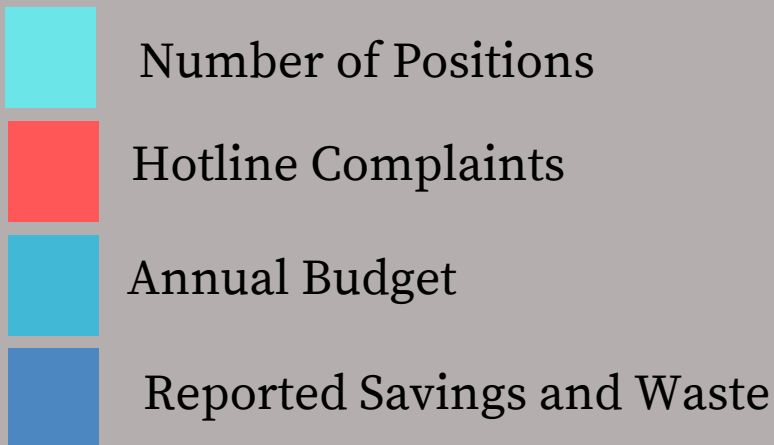 Number of Positions
Hotline Complaints
Annual Budget
Reported Savings and Waste